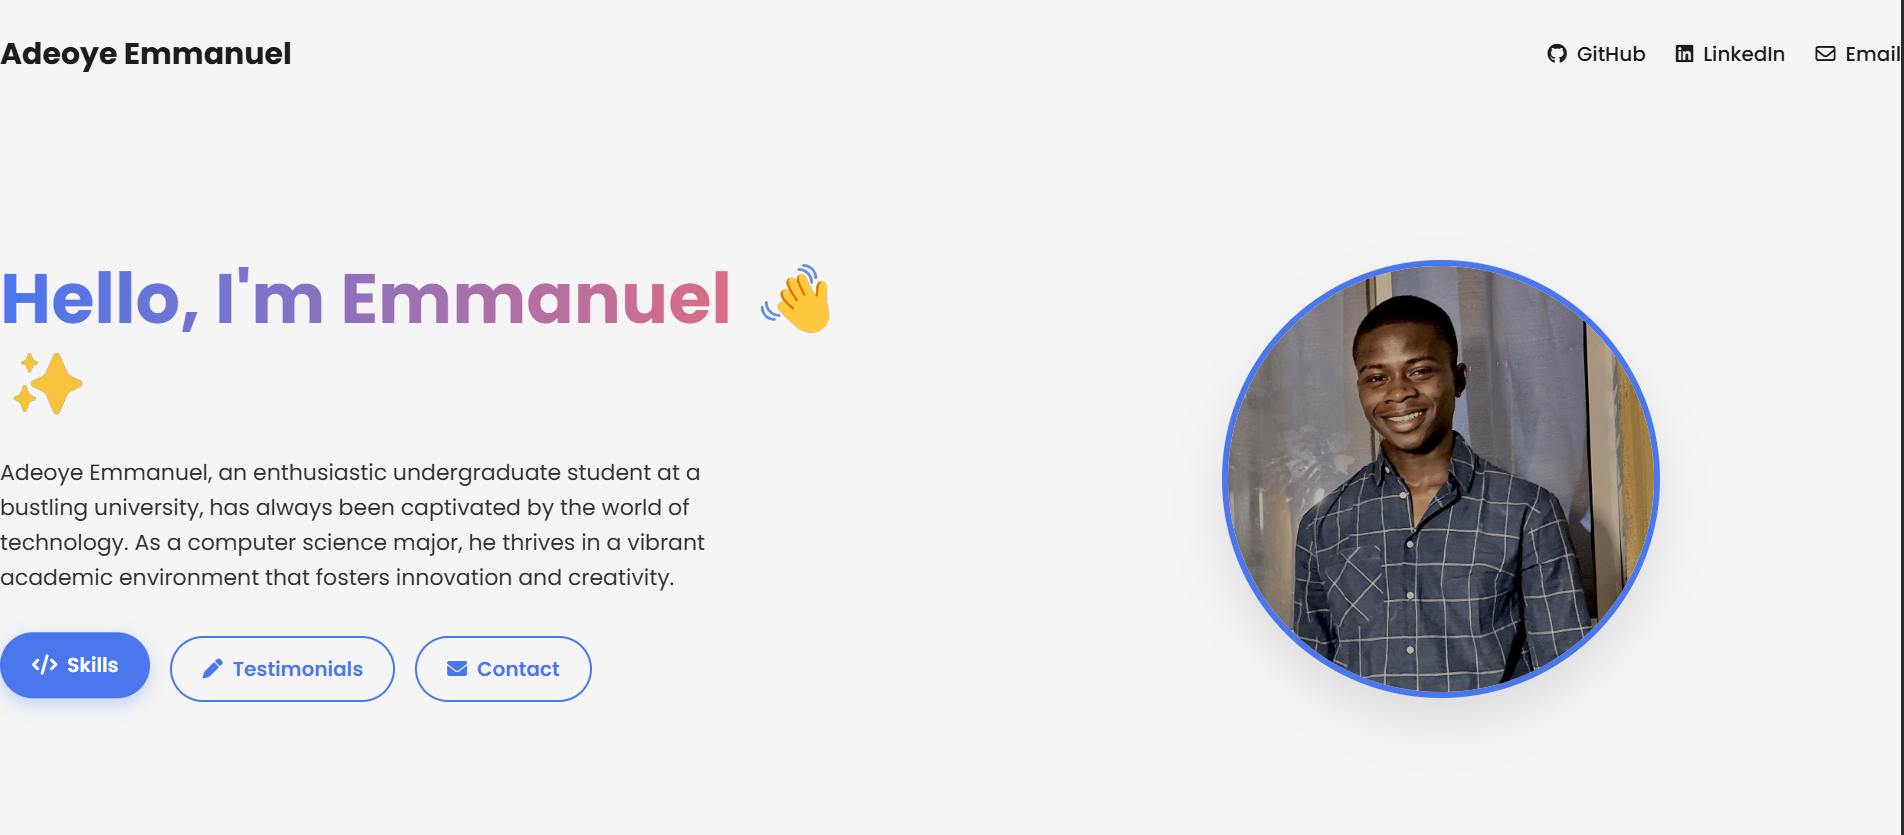 Adeoye Emmanuel
GitHub
LinkedIn
Email
Hello, I'm Emmanuel 👋
✨
Adeoye Emmanuel, an enthusiastic undergraduate student at a
bustling university, has always been captivated by the world of
technology. As a computer science major, he thrives in a vibrant
academic environment that fosters innovation and creativity.
Skills
Testimonials
Contact